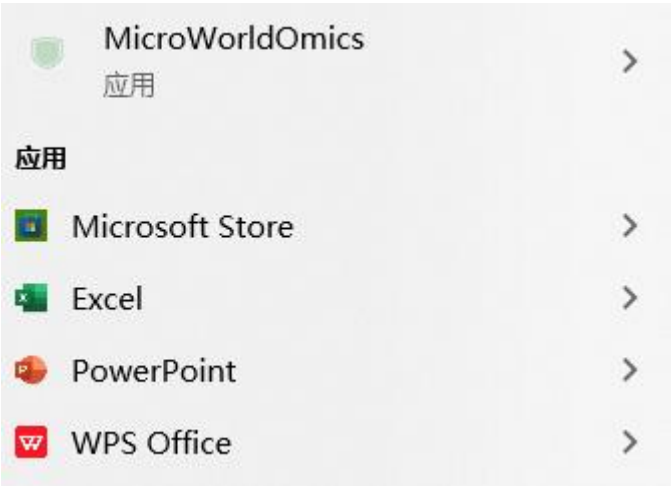 MicroWorldOmics
应用
应用
Microsoft Store
Excel
PowerPoint
WPS Office